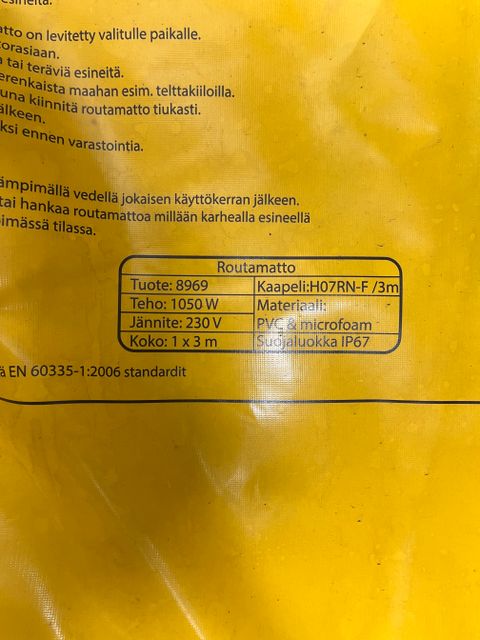 esineitä.
atto on levitetty valitulle paikalle.
orasiaan.
a tai teräviä esineitä.
erenkaista maahan esim. telttakiiloilla.
una kiinnitä routamatto tiukasti.
älkeen.
ksi ennen varastointia.
ämpimällä vedellä jokaisen käyttökerran jälkeen.
tai hankaa routamattoa millään karhealla esineellä
imässä tilassa.
Routamatto
Tuote: 8969
Kaapeli:H07RN-F /3m
Teho: 1050 W
Materiaali:
Jännite: 230 V
PVC & microfoam
Koko: 1 x 3 m
Suojaluokka IP67
ä EN 60335-1:2006 standardit